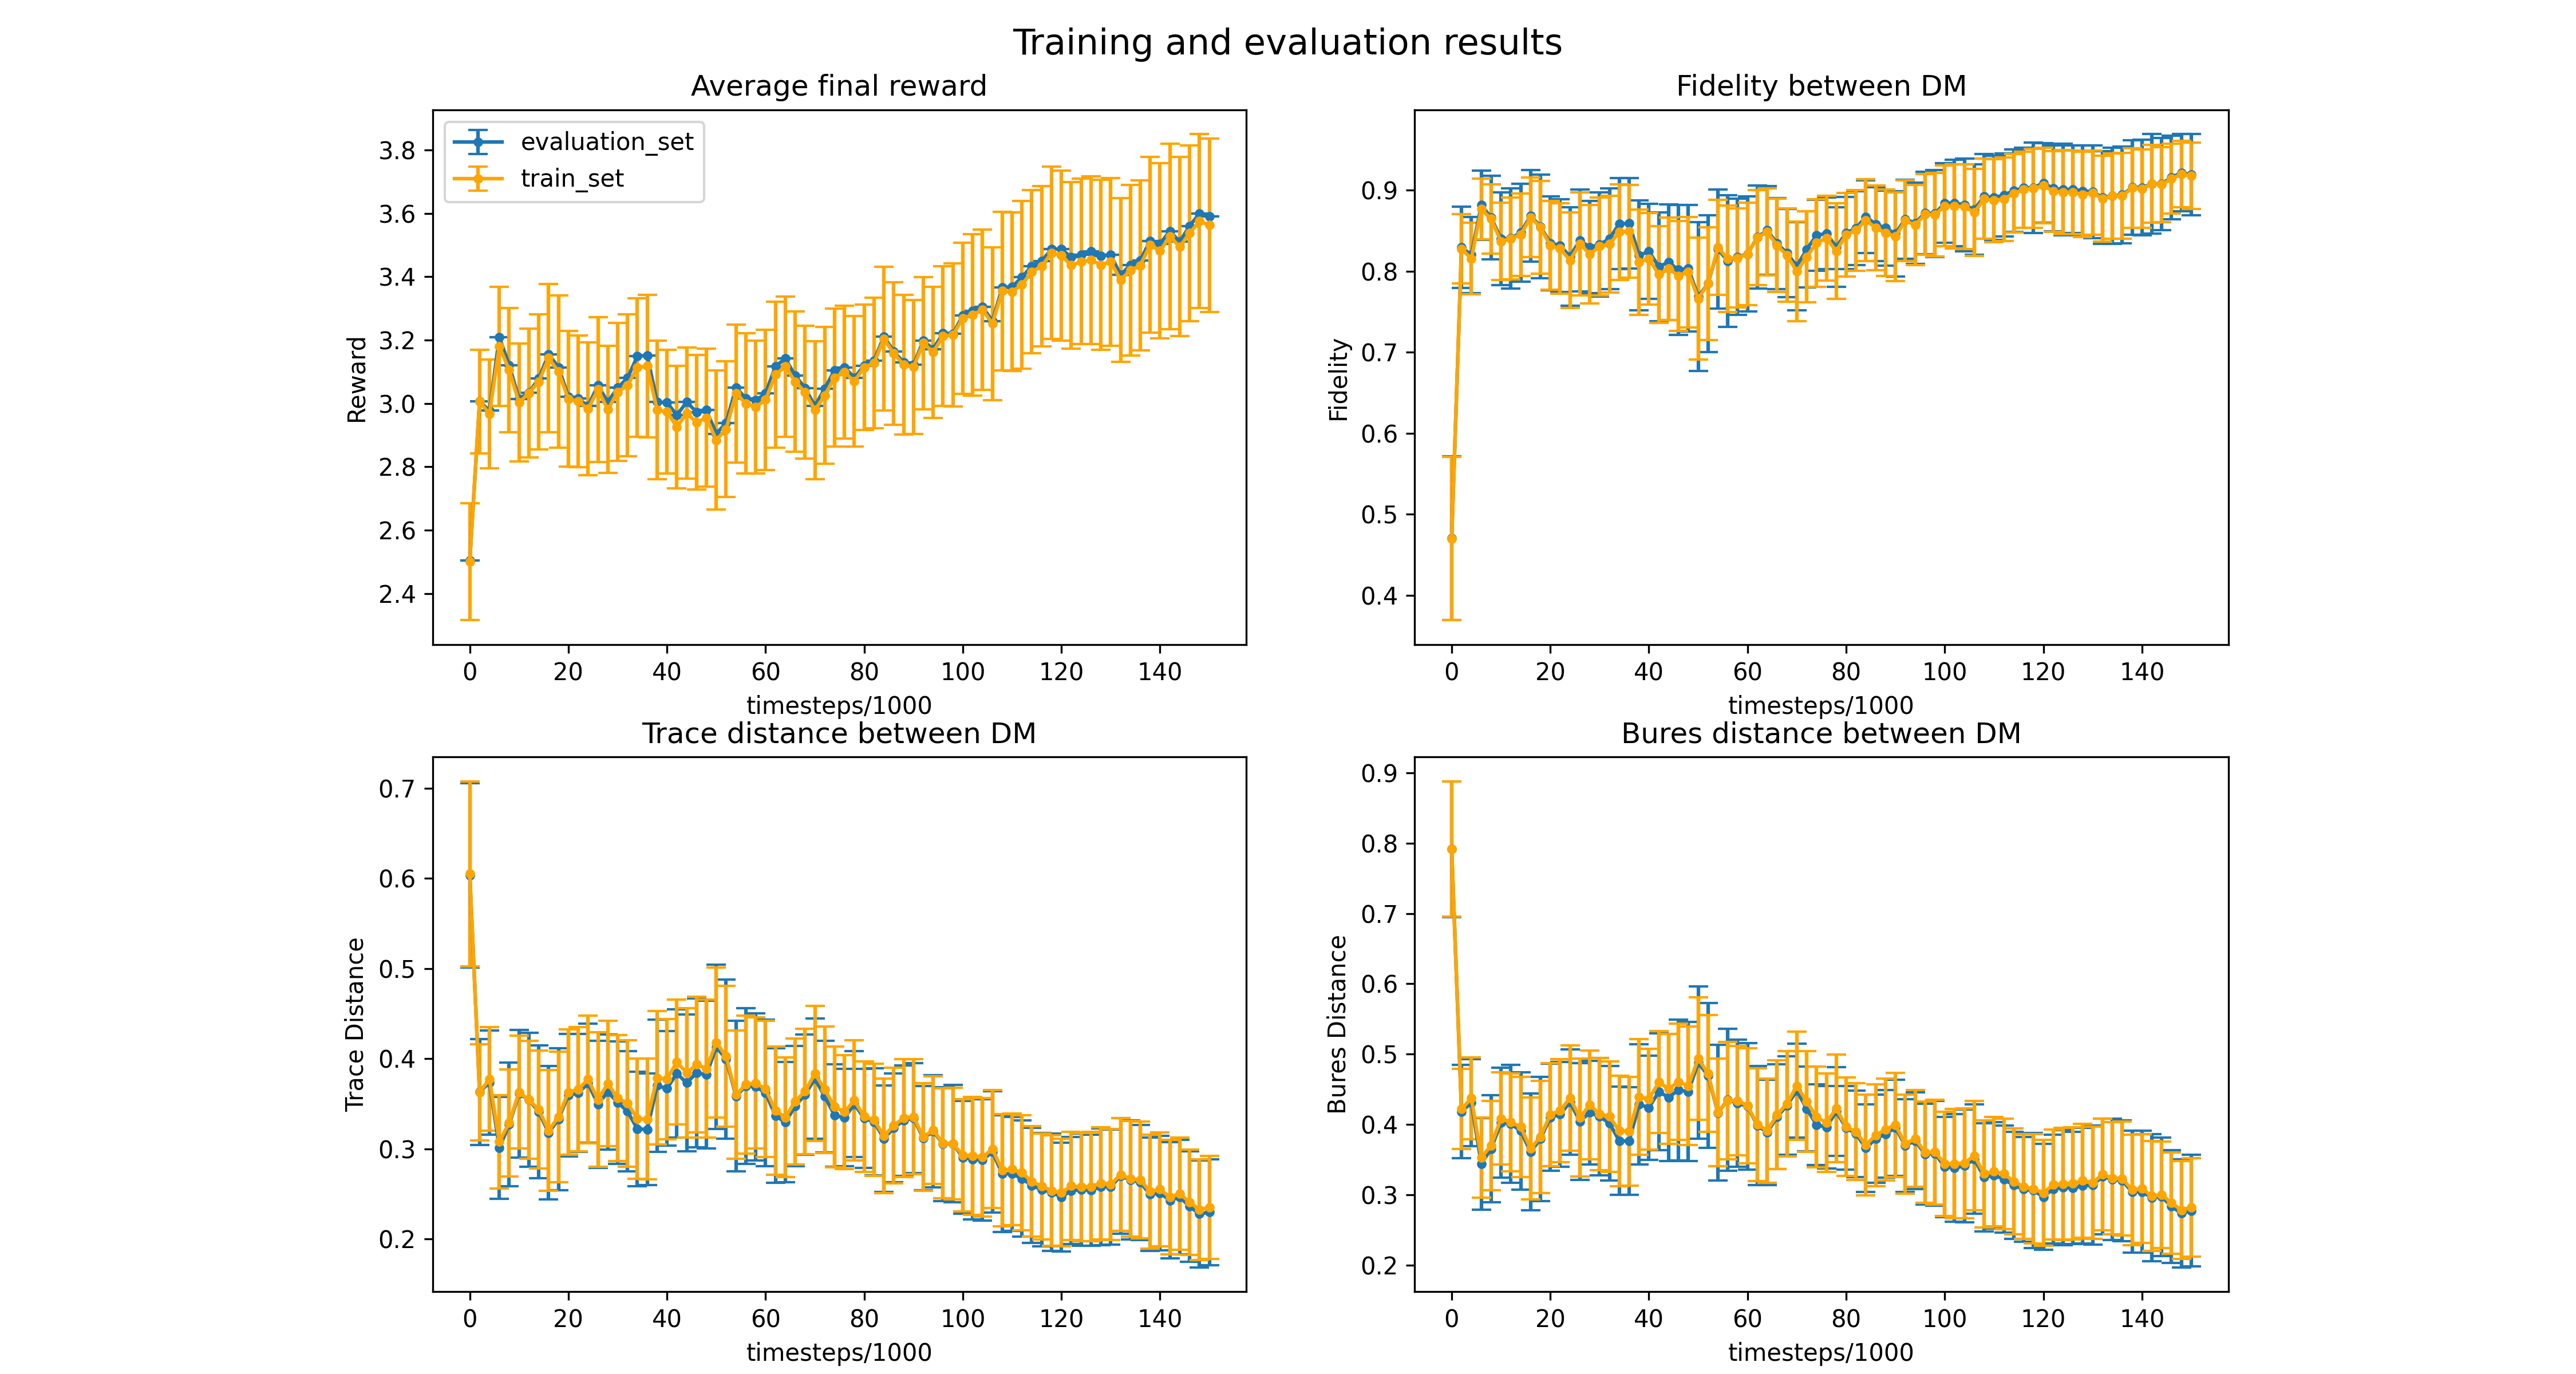 Training and evaluation results
Average final reward
evaluation_set
train_set
Reward
3.8
3.6
3.4
3.2
3.0
2.8
2.6
2.4
0 20 40 60 80 100 120 140
timesteps/1000
Fidelity between DM
Fidelity
0.9
0.8
0.7
0.6
0.5
0.4
0 20 40 60 80 100 120 140
timesteps/1000
Trace distance between DM
Trace Distance
0.7
0.6
0.5
0.4
0.3
0.2
0 20 40 60 80 100 120 140
timesteps/1000
Bures distance between DM
Bures Distance
0.9
0.8
0.7
0.6
0.5
0.4
0.3
0.2
0 20 40 60 80 100 120 140
timesteps/1000